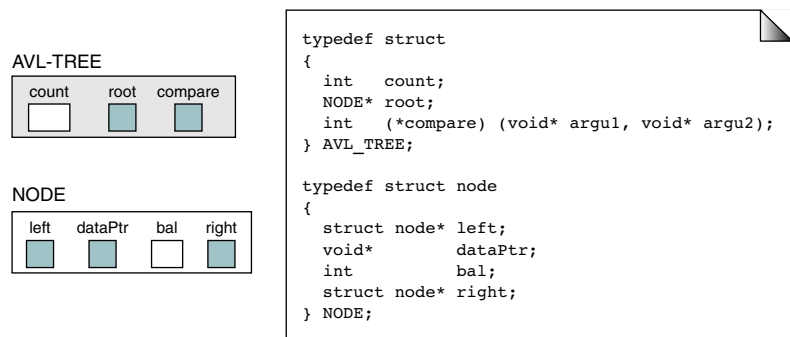 AVL-TREE
count root compare
NODE
left dataPtr bal right
typedef struct
{
  int   count;
  NODE* root;
  int   (*compare) (void* argu1, void* argu2);
} AVL_TREE;
typedef struct node
{
  struct node* left;
  void*        dataPtr;
  int          bal;
  struct node* right;
} NODE;